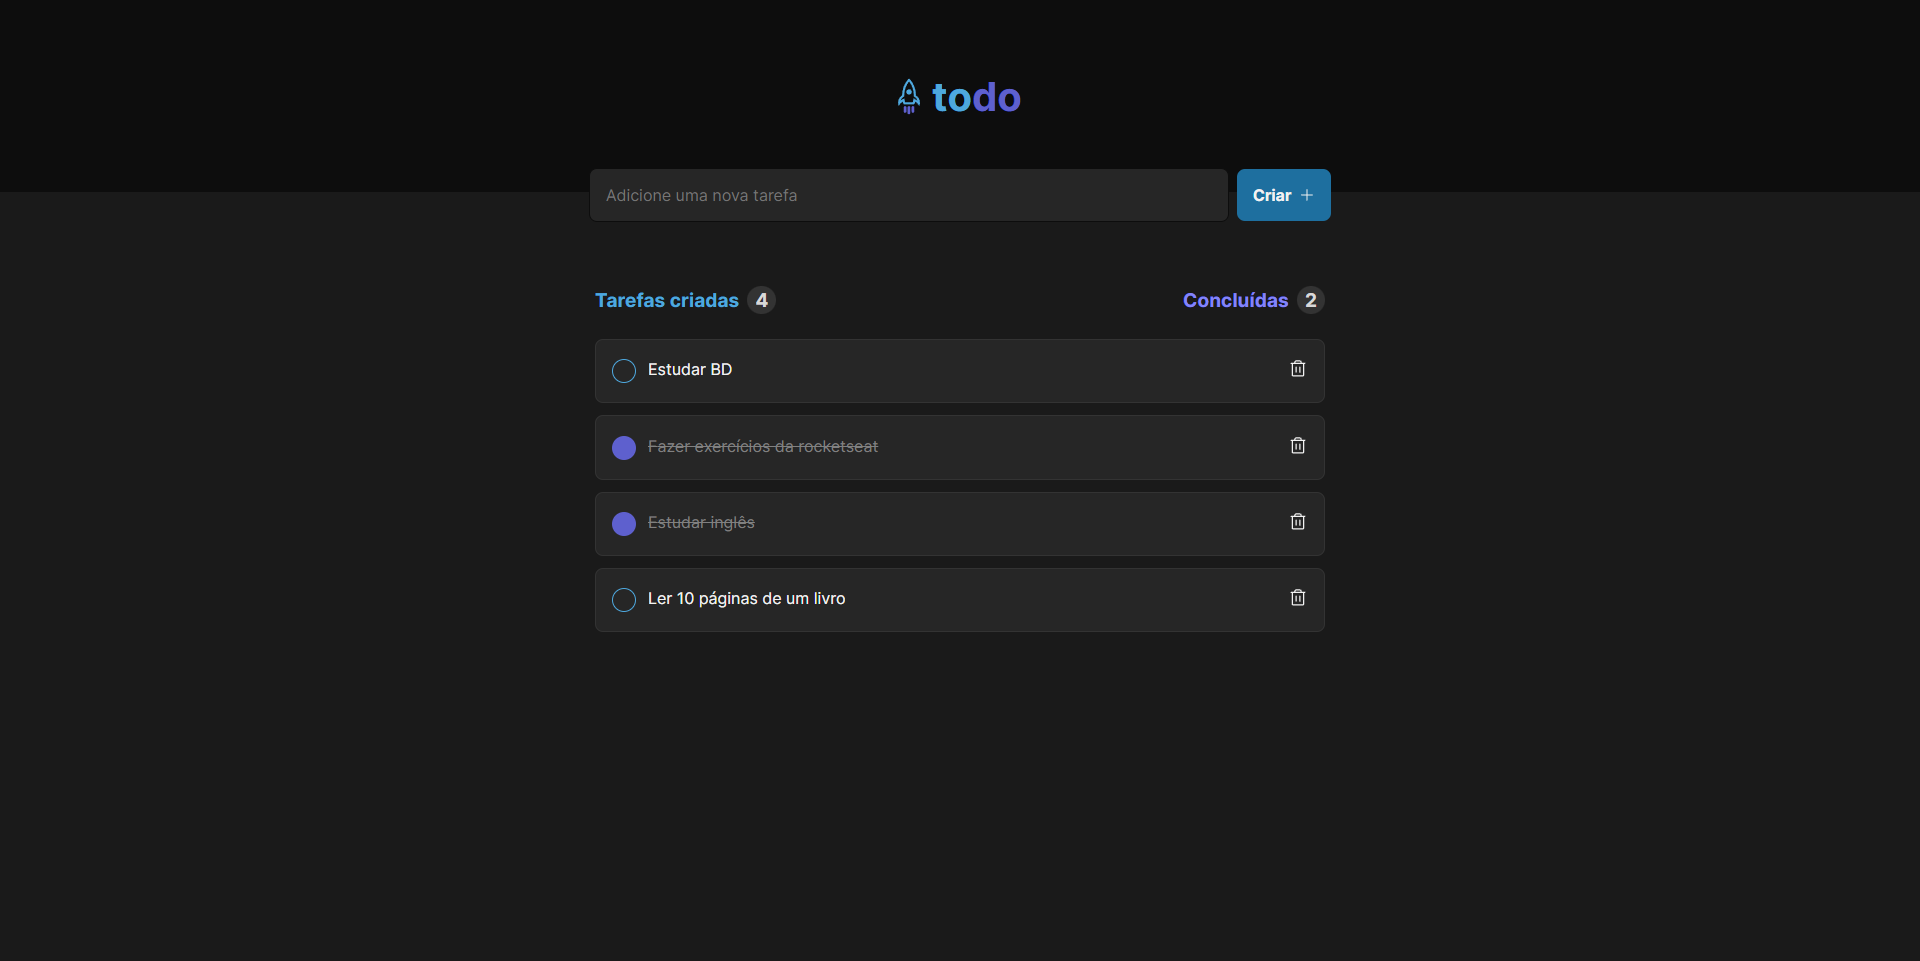 todo
Adicione uma nova tarefa
Criar +
Tarefas criadas 4
Concluídas 2
Estudar BD
Fazer exercícios da rocketseat
Estudar inglês
Ler 10 páginas de um livro